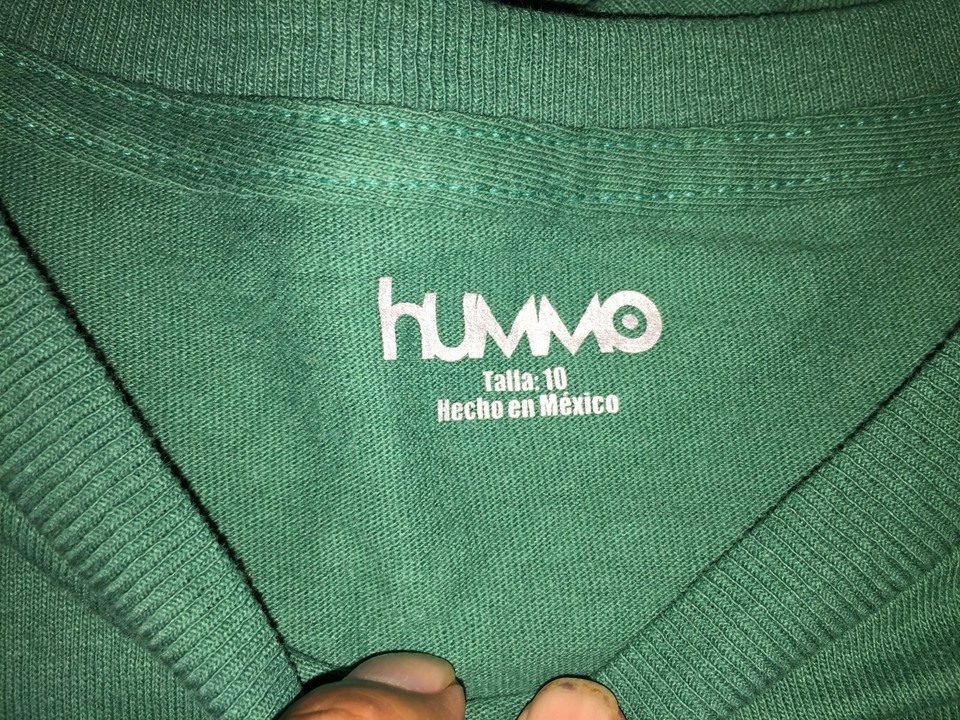 hummo
Talla: 10
Hecho en México